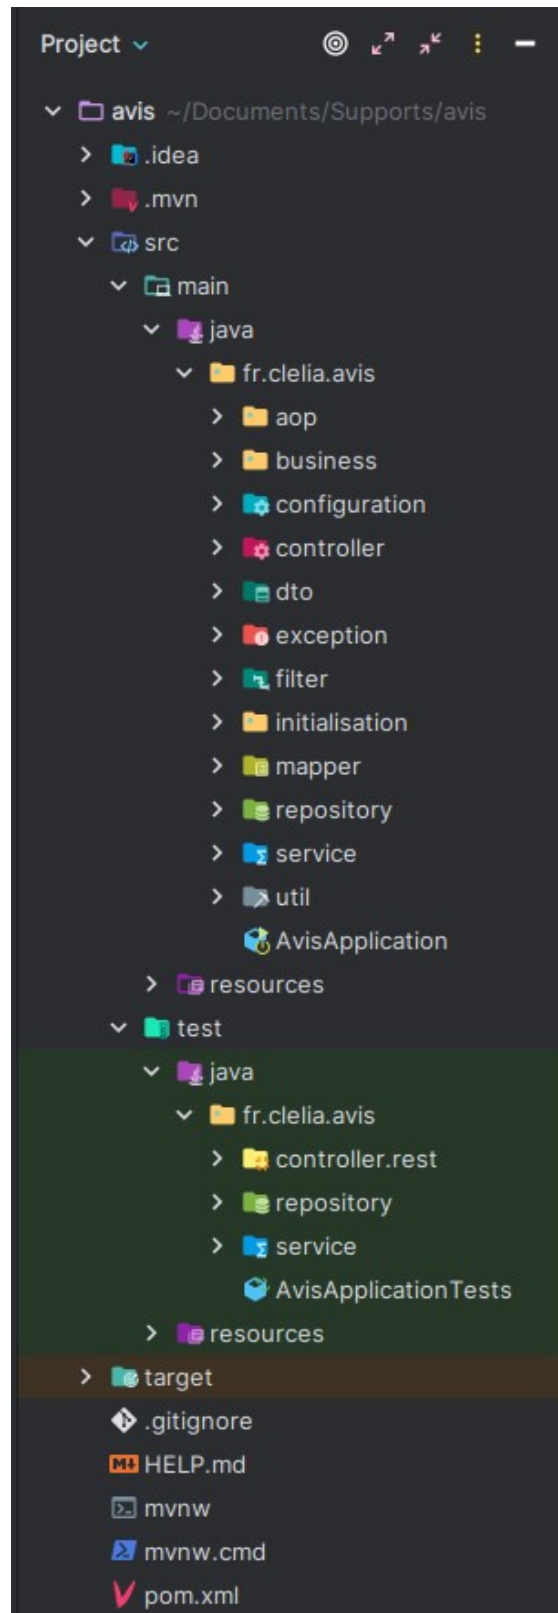 Project
avis ~/Documents/Supports/avis
.idea
.mvn
src
main
java
fr.clelia.avis
aop
business
configuration
controller
dto
exception
filter
initialisation
mapper
repository
service
util
AvisApplication
resources
test
java
fr.clelia.avis
controller.rest
repository
service
AvisApplicationTests
resources
target
.gitignore
M↓ HELP.md
mvnw
mvnw.cmd
pom.xml